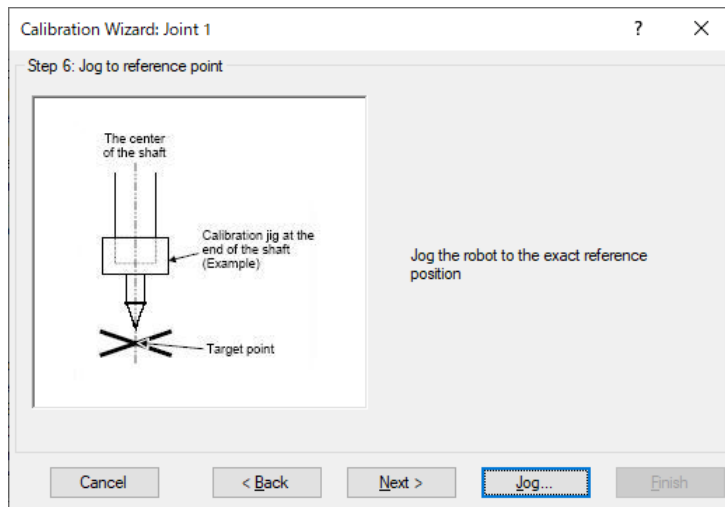 Calibration Wizard: Joint 1
?
Step 6: Jog to reference point
The center
of the shaft
Calibration jig at the
end of the shaft
(Example)
Target point
Jog the robot to the exact reference
position
Cancel
< Back
Next >
Jog...
Finish